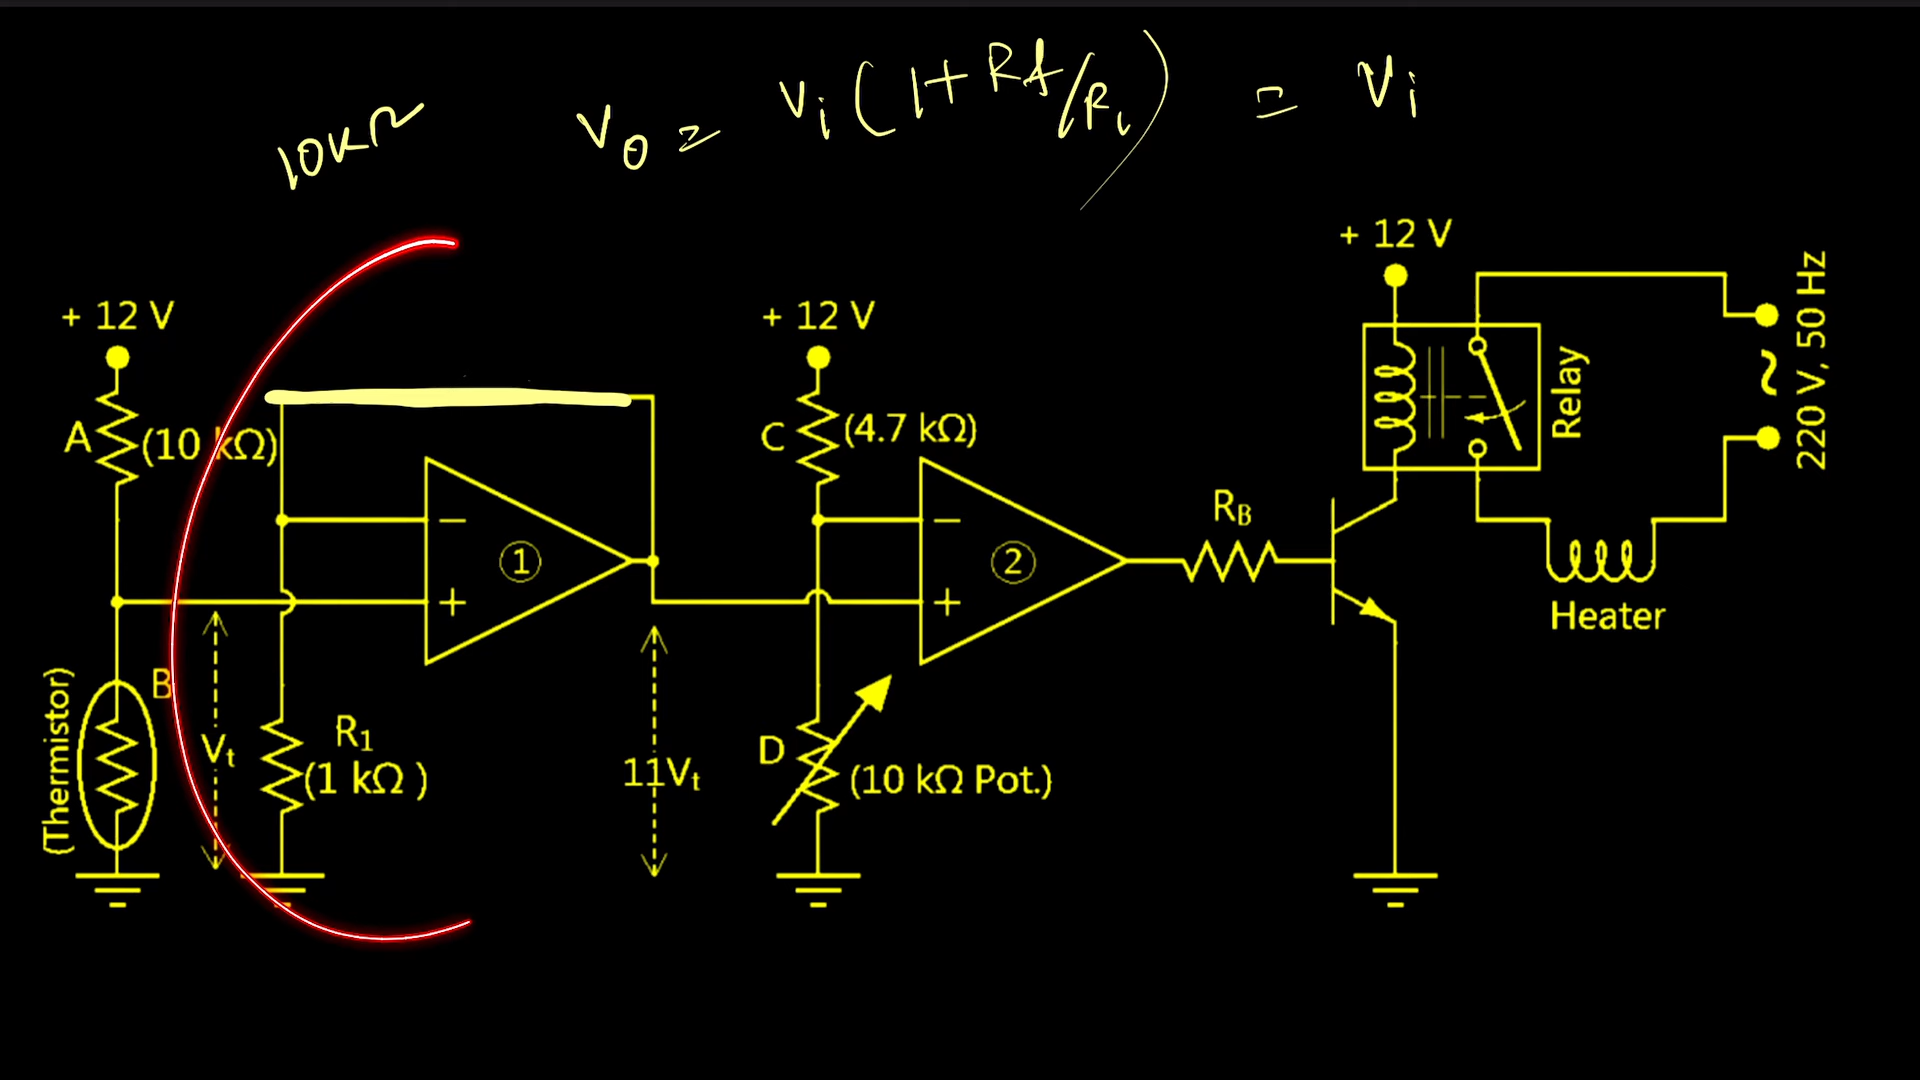 10KΩ
V0 = Vi (1+Rf/Ri) = Vi
+ 12 V
+ 12 V
+ 12 V
220 V, 50 Hz
~
Relay
A
(10 kΩ)
C
(4.7 kΩ)
−
1
+
−
2
+
RB
Heater
(Thermistor)
B
Vt
R1
(1 kΩ )
11Vt
D
(10 kΩ Pot.)